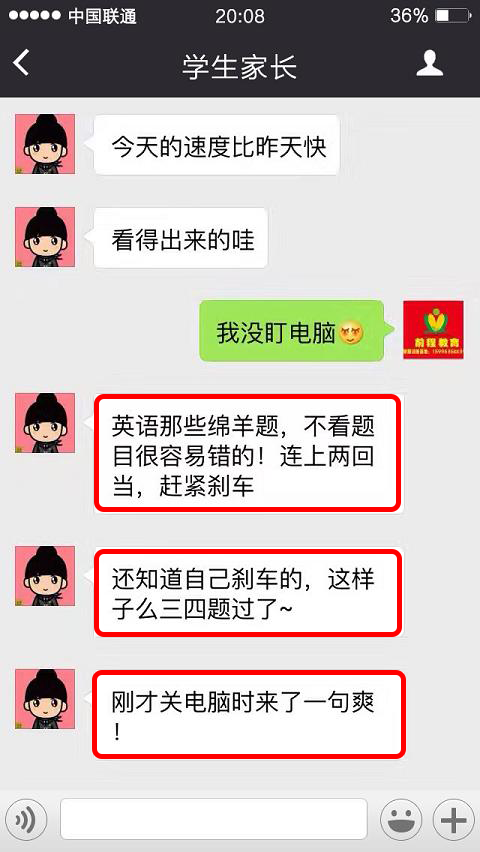 中国联通 20:08 36%
学生家长
今天的速度比昨天快
看得出来的哇
我没盯电脑
前程教育
英语那些绵羊题，不看题
目很容易错的！连上两回
当，赶紧刹车
还知道自己刹车的，这样
子么三四题过了~
刚才关电脑时来了一句爽
！